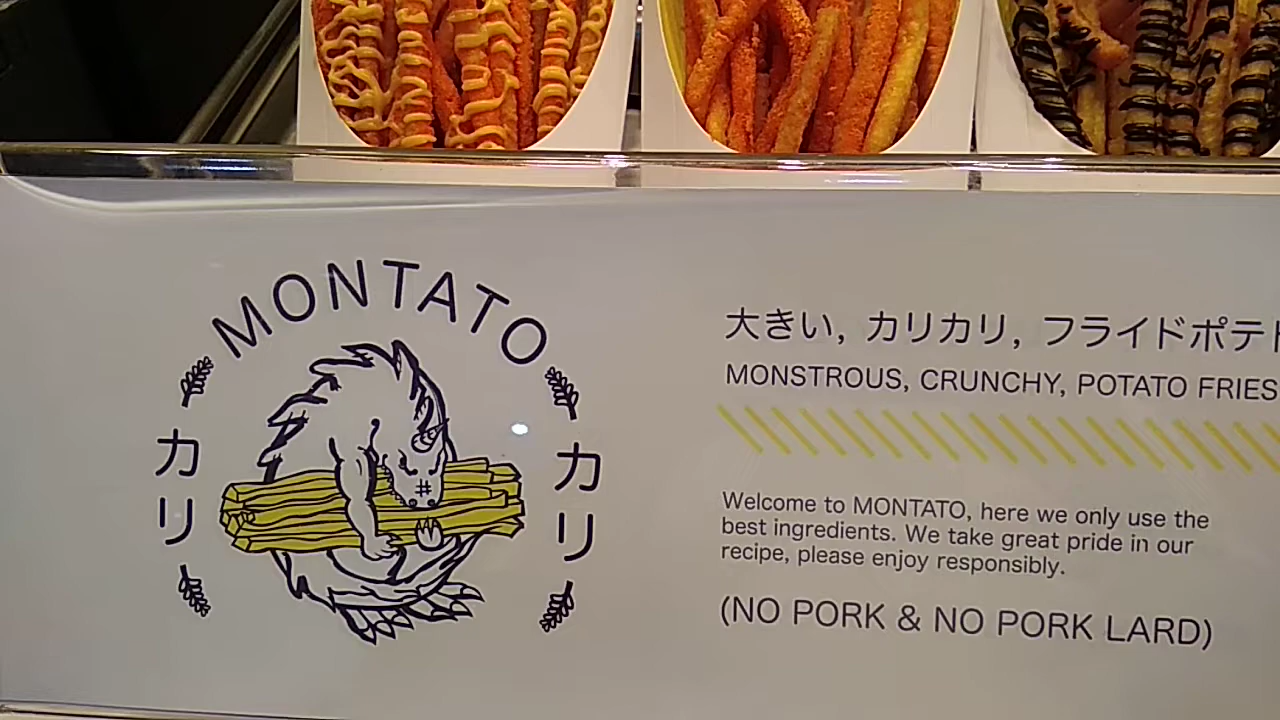 MONTATO
カリ
カリ
大きい, カリカリ, フライドポテト
MONSTROUS, CRUNCHY, POTATO FRIES
Welcome to MONTATO, here we only use the
best ingredients. We take great pride in our
recipe, please enjoy responsibly.
(NO PORK & NO PORK LARD)